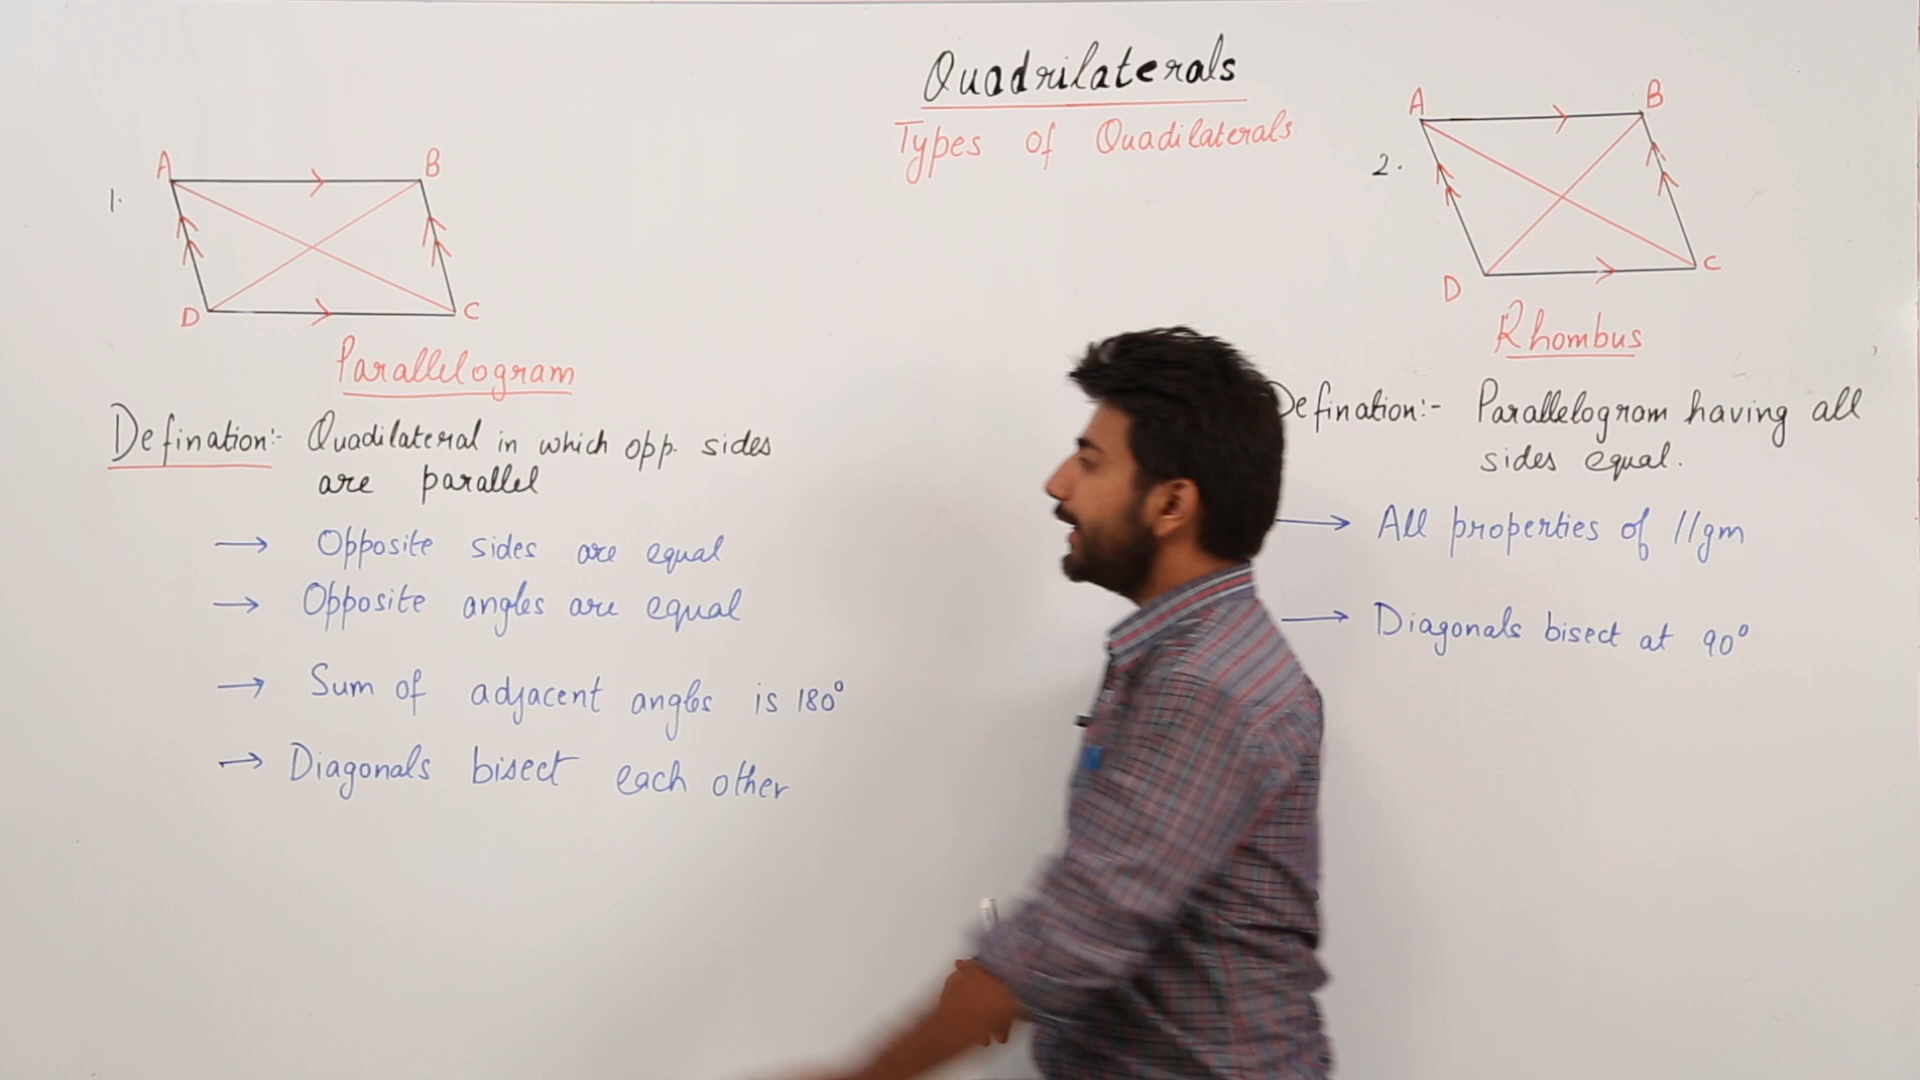 Quadrilaterals
Types of Quadilaterals
1.
A
B
D
C
Parallelogram
Defination:- Quadilateral in which opp. sides
are parallel
→ Opposite sides are equal
→ Opposite angles are equal
→ Sum of adjacent angles is 180°
→ Diagonals bisect each other
2.
A
B
D
C
Rhombus
Defination:- Parallelogram having all
sides equal.
→ All properties of //gm
→ Diagonals bisect at 90°